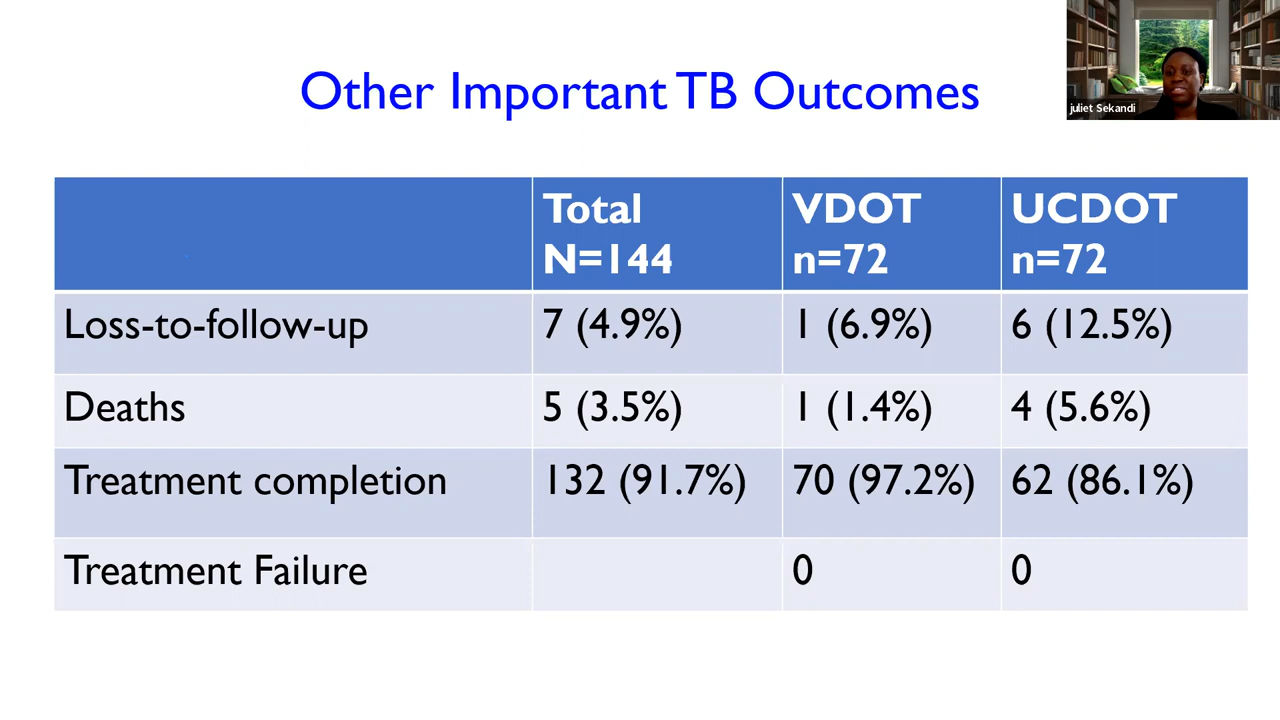 Other Important TB Outcomes
juliet Sekandi
Total VDOT UCDOT
N=144 n=72 n=72
Loss-to-follow-up 7 (4.9%) 1 (6.9%) 6 (12.5%)
Deaths 5 (3.5%) 1 (1.4%) 4 (5.6%)
Treatment completion 132 (91.7%) 70 (97.2%) 62 (86.1%)
Treatment Failure 0 0